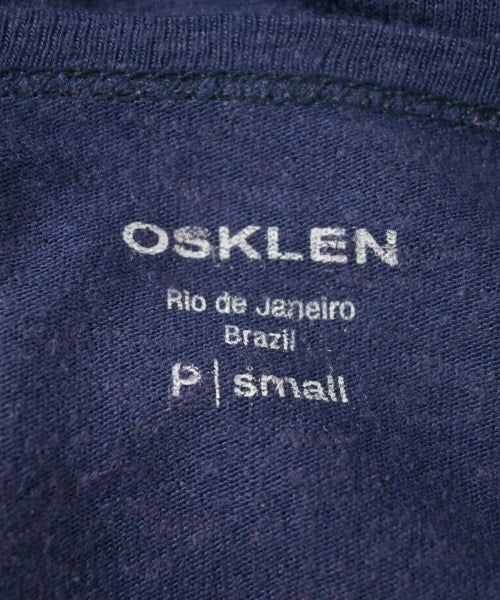 OSKLEN
Rio de Janeiro
Brazil
P | small